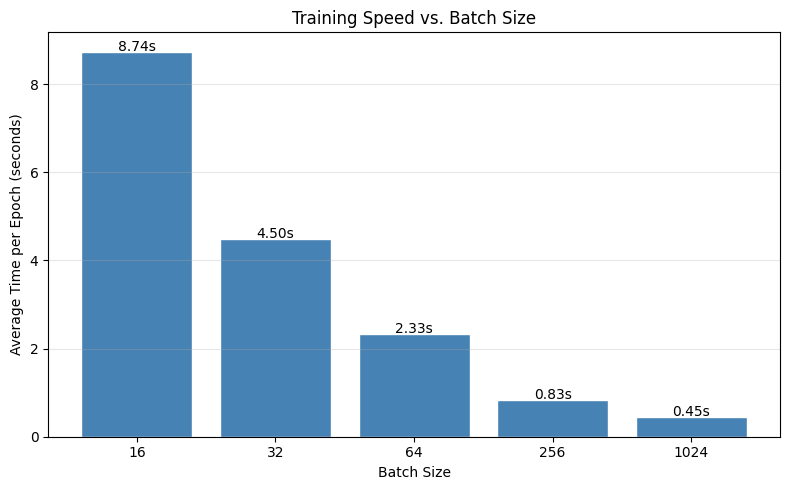 Training Speed vs. Batch Size
Average Time per Epoch (seconds)
8
6
4
2
0
8.74s
4.50s
2.33s
0.83s
0.45s
16
32
64
256
1024
Batch Size